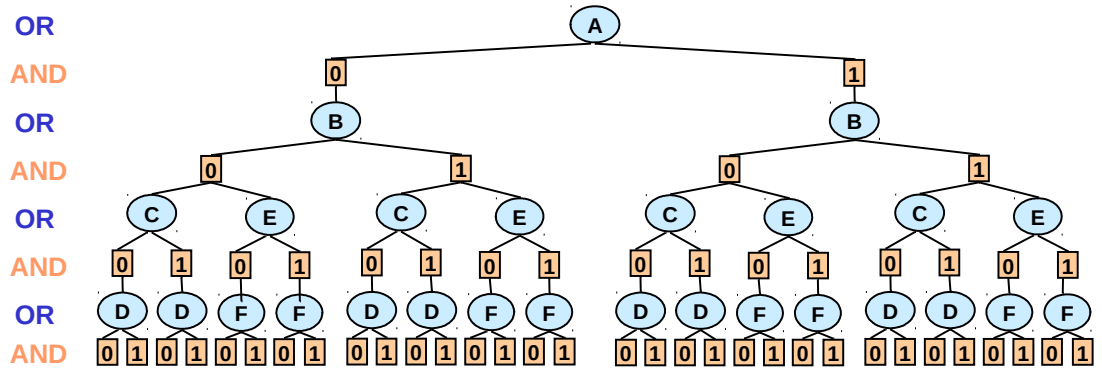 OR A
AND 0 1
OR B B
AND 0 1 0 1
OR C E C E C E C E
AND 0 1 0 1 0 1 0 1 0 1 0 1 0 1 0 1
OR D D F F D D F F D D F F D D F F
AND 0 1 0 1 0 1 0 1 0 1 0 1 0 1 0 1 0 1 0 1 0 1 0 1 0 1 0 1 0 1 0 1